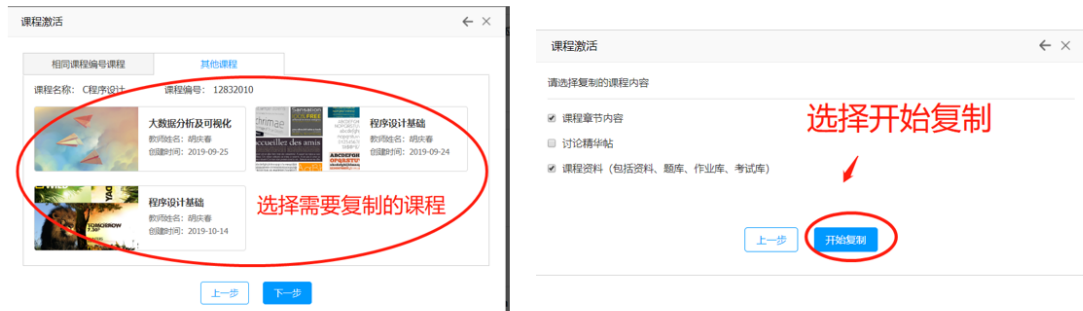 课程激活
相同课程编号课程 其他课程
课程名称： C程序设计 课程编号： 12832010
大数据分析及可视化
教师姓名：胡庆春
创建时间：2019-09-25
程序设计基础
教师姓名：胡庆春
创建时间：2019-09-24
程序设计基础
教师姓名：胡庆春
创建时间：2019-10-14
选择需要复制的课程
上一步 下一步
课程激活
请选择复制的课程内容
课程章节内容
讨论精华帖
课程资料（包括资料、题库、作业库、考试库）
选择开始复制
上一步 开始复制